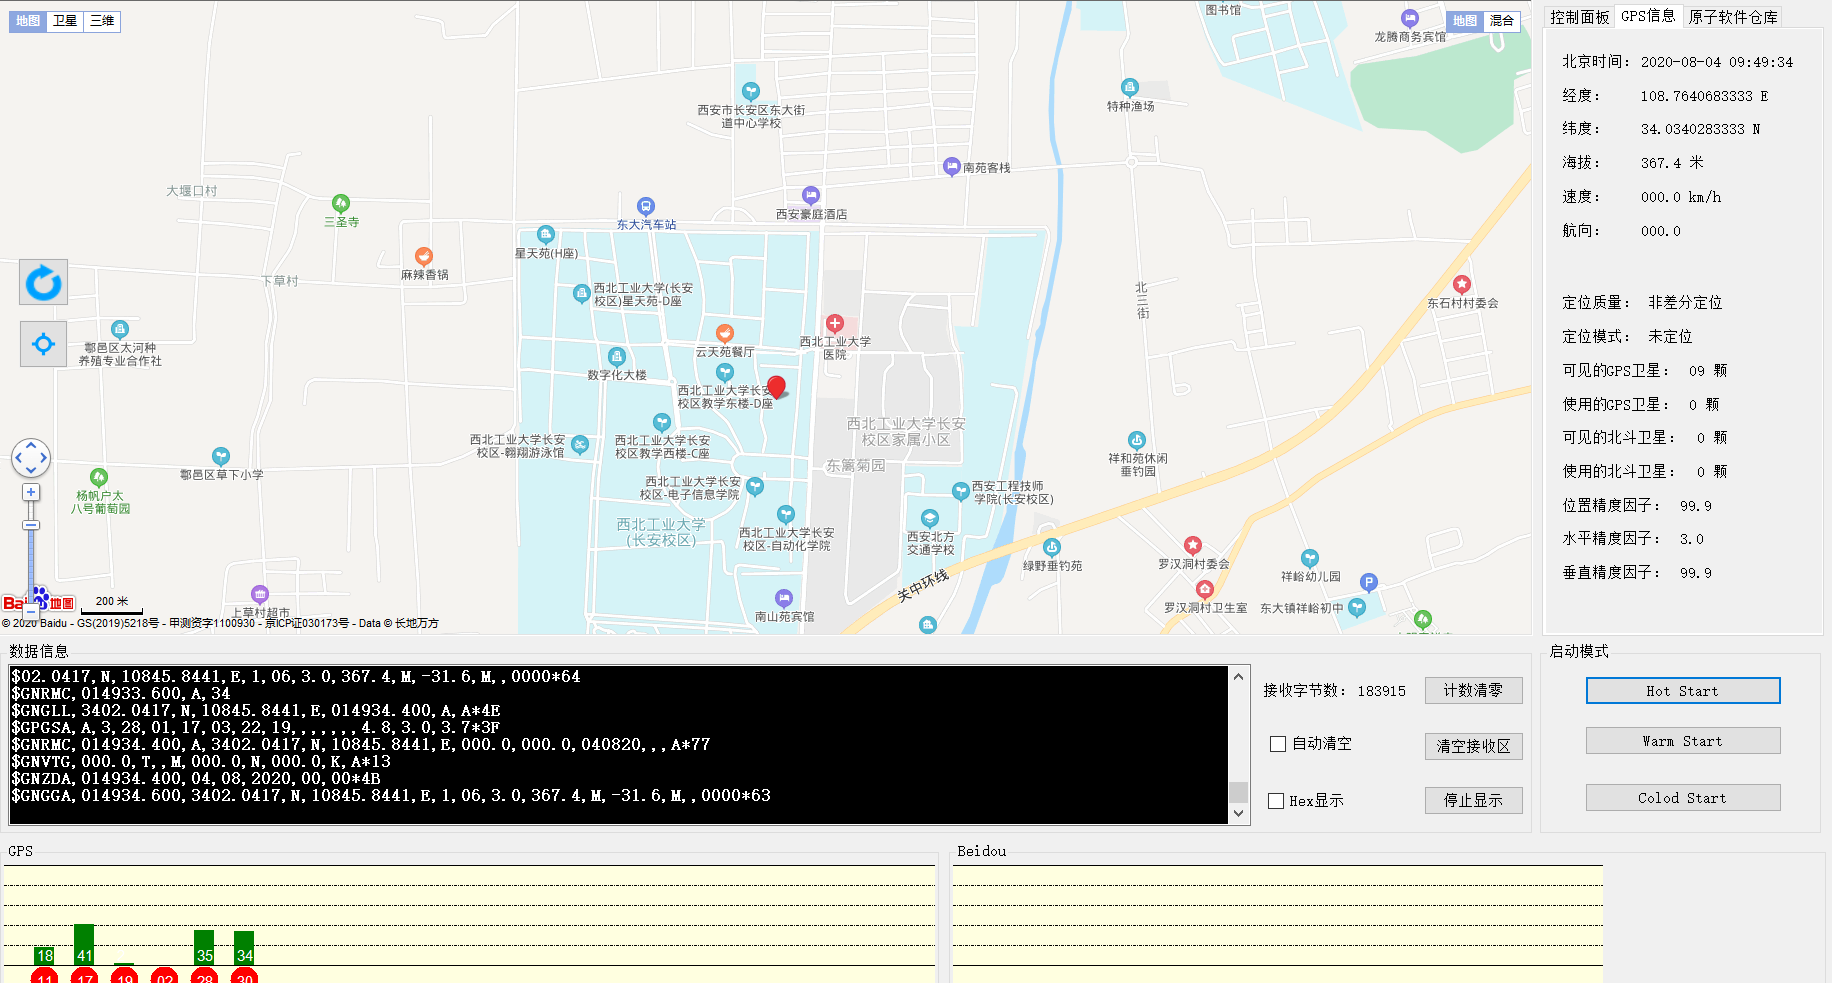 地图 卫星 三维
图书馆
龙腾商务宾馆
地图 混合
西安市长安区东大街
道中心学校
特种渔场
南苑客栈
大堰口村
三圣寺
西安豪庭酒店
东大汽车站
星天苑(H座)
麻辣香锅
下草村
西北工业大学(长安
校区)星天苑-D座
北三街
东石村村委会
鄠邑区太河种
养殖专业合作社
西北工业大学
医院
云天苑餐厅
数字化大楼
西北工业大学长安
校区教学东楼-D座
西北工业大学长安
校区家属小区
西北工业大学长安
校区-翱翔游泳馆
西北工业大学长安
校区教学西楼-C座
东篱菊园
祥和苑休闲
垂钓园
鄠邑区草下小学
杨帆户太
八号葡萄园
西北工业大学长安
校区-电子信息学院
西安工程技师
学院(长安校区)
西北工业大学
(长安校区)
西北工业大学长安
校区-自动化学院
西安北方
交通学校
绿野垂钓苑
罗汉洞村村委会
祥峪幼儿园
P
关中环线
罗汉洞村卫生室
东大镇祥峪初中
上草村超市
南山苑宾馆
Bai 地图
200 米
© 2020 Baidu - GS(2019)5218号 - 甲测资字1100930 - 京ICP证030173号 - Data © 长地万方
控制面板 GPS信息 原子软件仓库
北京时间: 2020-08-04 09:49:34
经度: 108.7640683333 E
纬度: 34.0340283333 N
海拔: 367.4 米
速度: 000.0 km/h
航向: 000.0
定位质量: 非差分定位
定位模式: 未定位
可见的GPS卫星: 09 颗
使用的GPS卫星: 0 颗
可见的北斗卫星: 0 颗
使用的北斗卫星: 0 颗
位置精度因子: 99.9
水平精度因子: 3.0
垂直精度因子: 99.9
数据信息
$02.0417,N,10845.8441,E,1,06,3.0,367.4,M,-31.6,M,,0000*64
$GNRMC,014933.600,A,34
$GNGLL,3402.0417,N,10845.8441,E,014934.400,A,A*4E
$GPGSA,A,3,28,01,17,03,22,19,,,,,,,4.8,3.0,3.7*3F
$GNRMC,014934.400,A,3402.0417,N,10845.8441,E,000.0,000.0,040820,,,A*77
$GNVTG,000.0,T,,M,000.0,N,000.0,K,A*13
$GNZDA,014934.400,04,08,2020,00,00*4B
$GNGGA,014934.600,3402.0417,N,10845.8441,E,1,06,3.0,367.4,M,-31.6,M,,0000*63
接收字节数: 183915 计数清零
自动清空 清空接收区
Hex显示 停止显示
启动模式
Hot Start
Warm Start
Colod Start
GPS
18 41 35 34
11 17 19 02 28 30
Beidou